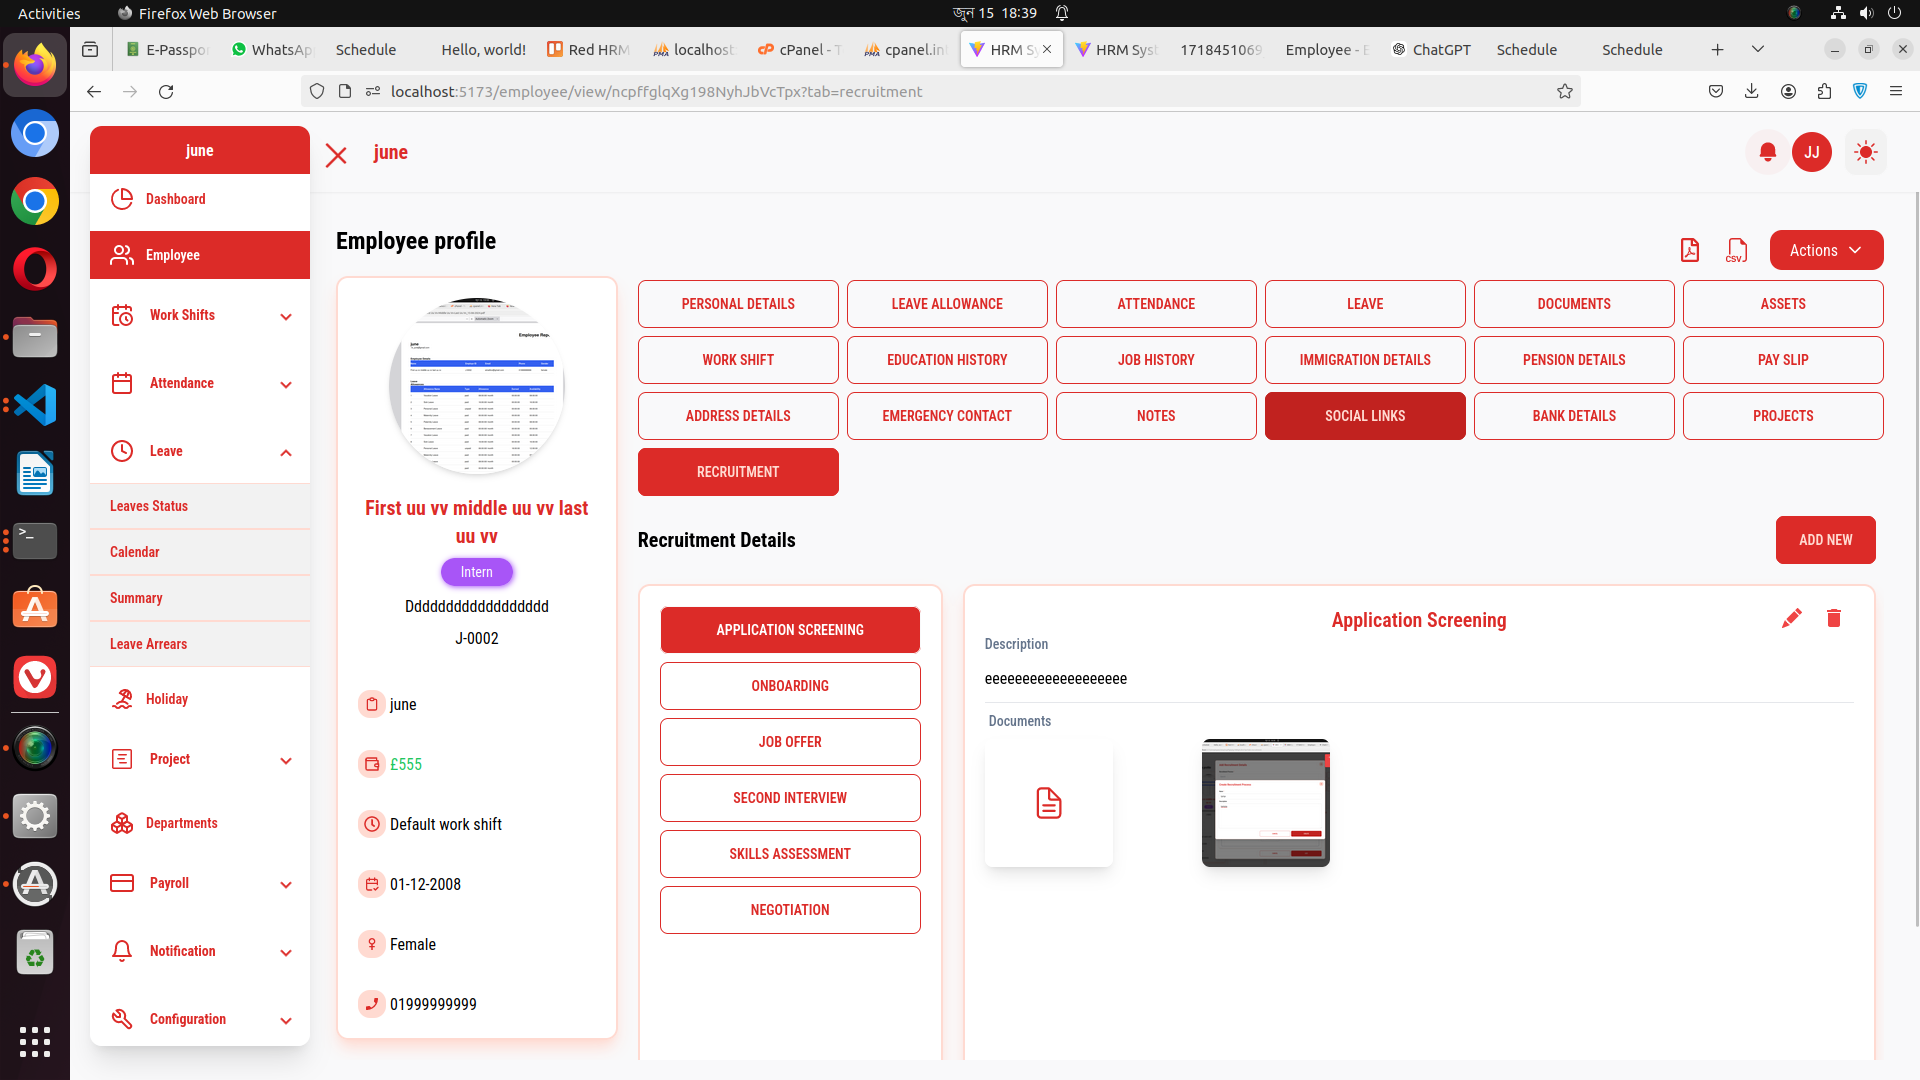 Activities
Firefox Web Browser
जुन 15 18:39
E-Passpor
WhatsAp
Schedule
Hello, world!
Red HRM
localhost
cPanel - T
cpanel.in
HRM Sy
HRM Syst
1718451069
Employee - E
ChatGPT
Schedule
Schedule
localhost:5173/employee/view/ncpffglqXg198NyhJbVcTpx?tab=recruitment
june
june
JJ
Dashboard
Employee
Work Shifts
Attendance
Leave
Leaves Status
Calendar
Summary
Leave Arrears
Holiday
Project
Departments
Payroll
Notification
Configuration
Employee profile
CSV
Actions
Employee Rep.
june
First uu vv middle uu vv last
uu vv
Intern
Dddddddddddddddddd
J-0002
june
£555
Default work shift
01-12-2008
Female
01999999999
PERSONAL DETAILS
LEAVE ALLOWANCE
ATTENDANCE
LEAVE
DOCUMENTS
ASSETS
WORK SHIFT
EDUCATION HISTORY
JOB HISTORY
IMMIGRATION DETAILS
PENSION DETAILS
PAY SLIP
ADDRESS DETAILS
EMERGENCY CONTACT
NOTES
SOCIAL LINKS
BANK DETAILS
PROJECTS
RECRUITMENT
Recruitment Details
ADD NEW
APPLICATION SCREENING
ONBOARDING
JOB OFFER
SECOND INTERVIEW
SKILLS ASSESSMENT
NEGOTIATION
Application Screening
Description
eeeeeeeeeeeeeeeeeee
Documents